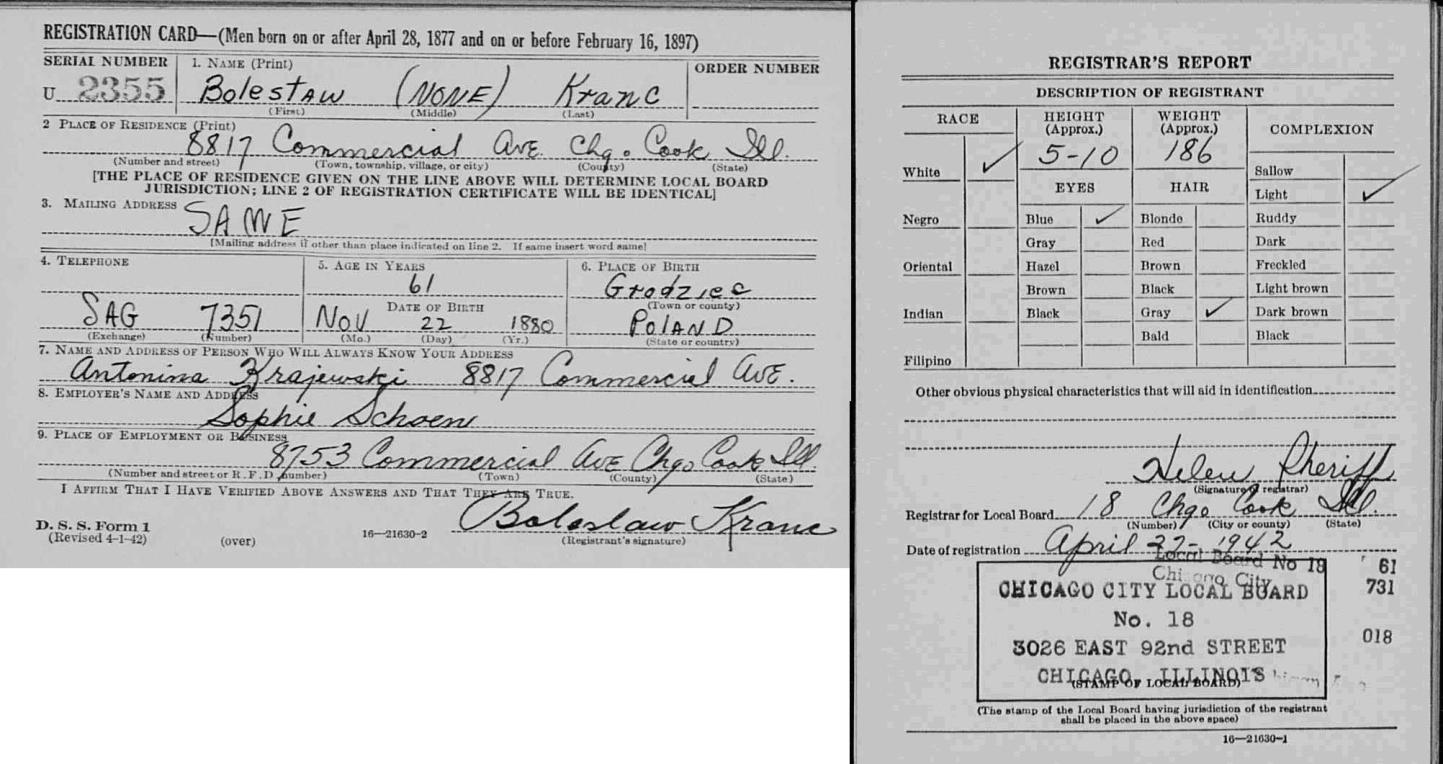 REGISTRATION CARD—(Men born on or after April 28, 1877 and on or before February 16, 1897)
SERIAL NUMBER 1. NAME (Print) ORDER NUMBER
U 2355 Bolestaw (NONE) Kranc
(First) (Middle) (Last)
2 PLACE OF RESIDENCE (Print)
8817 Commercial Ave. Chgo Cook Ill.
(Number and street) (Town, township, village, or city) (County) (State)
[THE PLACE OF RESIDENCE GIVEN ON THE LINE ABOVE WILL DETERMINE LOCAL BOARD
JURISDICTION; LINE 2 OF REGISTRATION CERTIFICATE WILL BE IDENTICAL]
3. MAILING ADDRESS
SAME
[Mailing address if other than place indicated on line 2. If same insert word same]
4. TELEPHONE 5. AGE IN YEARS 6. PLACE OF BIRTH
61 Grodziec
DATE OF BIRTH (Town or county)
SAG 7351 Nov 22 1880 POLAND
(Exchange) (Number) (Mo.) (Day) (Yr.) (State or country)
7. NAME AND ADDRESS OF PERSON WHO WILL ALWAYS KNOW YOUR ADDRESS
Antonina Krajewski 8817 Commercial Ave.
8. EMPLOYER'S NAME AND ADDRESS
Sophie Schoen
9. PLACE OF EMPLOYMENT OR BUSINESS
8753 Commercial Ave Chgo Cook Ill.
(Number and street or R. F. D. number) (Town) (County) (State)
I AFFIRM THAT I HAVE VERIFIED ABOVE ANSWERS AND THAT THEY ARE TRUE.
Boleslaw Kranc
D. S. S. Form 1
(Revised 4-1-42) (over) 16—21630-2 (Registrant's signature)
REGISTRAR'S REPORT
DESCRIPTION OF REGISTRANT
RACE HEIGHT (Approx.) WEIGHT (Approx.) COMPLEXION
5-10 186
White Sallow
EYES HAIR Light
Negro Blue Blonde Ruddy
Gray Red Dark
Oriental Hazel Brown Freckled
Brown Black Light brown
Indian Black Gray Dark brown
Bald Black
Filipino
Other obvious physical characteristics that will aid in identification
Helen Sheriff
(Signature of registrar)
Registrar for Local Board 18 Chgo Cook Ill.
(Number) (City or county) (State)
Date of registration April 27- 1942
Local Board No 18 61
Chicago City
CHICAGO CITY LOCAL BOARD 731
No. 18
3026 EAST 92nd STREET 018
CHICAGO, ILLINOIS
(STAMP OF LOCAL BOARD)
(The stamp of the Local Board having jurisdiction of the registrant
shall be placed in the above space)
16—21630-1